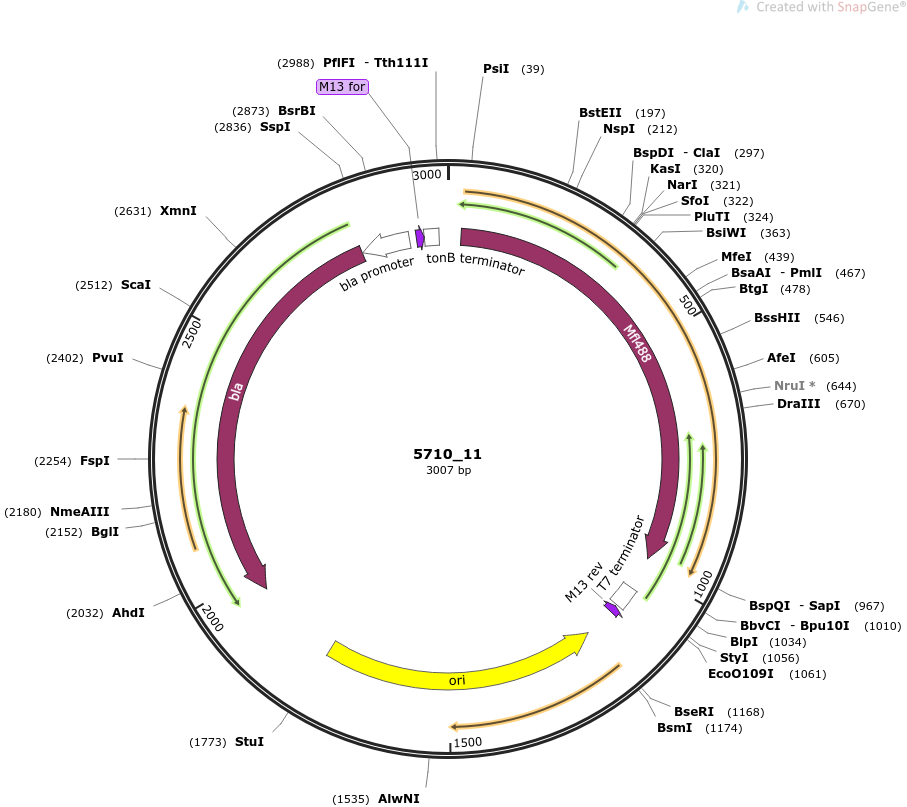 Created with SnapGene®
(2988) PflFI - Tth111I
PsiI (39)
M13 for
(2873) BsrBI
(2836) SspI
BstEII (197)
NspI (212)
BspDI - ClaI (297)
KasI (320)
NarI (321)
SfoI (322)
PluTI (324)
BsiWI (363)
MfeI (439)
BsaAI - PmlI (467)
BtgI (478)
BssHII (546)
AfeI (605)
NruI * (644)
DraIII (670)
(2631) XmnI
(2512) ScaI
(2402) PvuI
(2254) FspI
(2180) NmeAIII
(2152) BglI
(2032) AhdI
(1773) StuI
(1535) AlwNI
BspQI - SapI (967)
BbvCI - Bpu10I (1010)
BlpI (1034)
StyI (1056)
EcoO109I (1061)
BseRI (1168)
BsmI (1174)
3000
500
1000
1500
2000
2500
bla promoter
tonB terminator
Mfl488
bla
5710_11
3007 bp
T7 terminator
M13 rev
ori